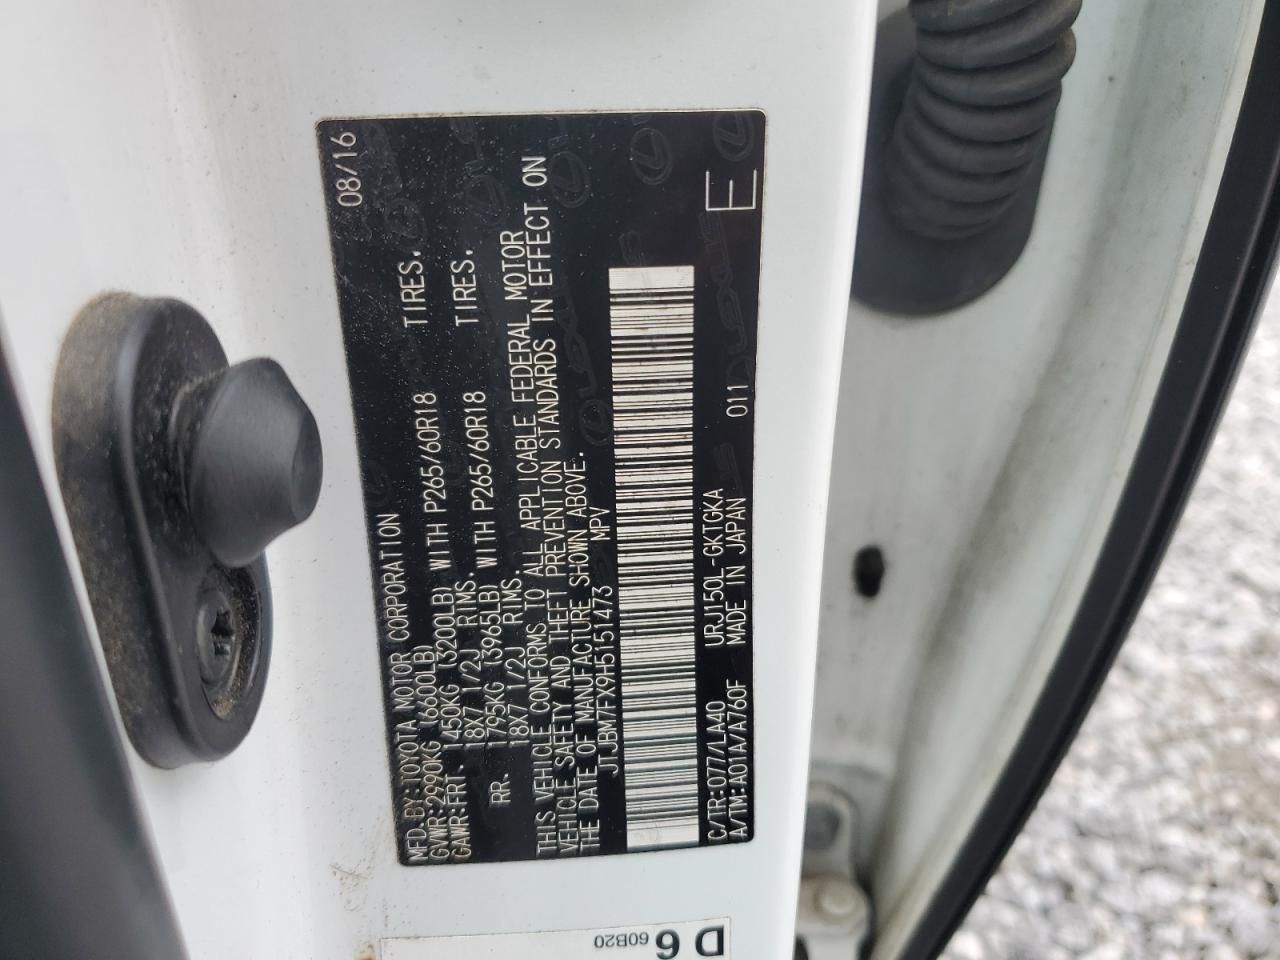 MFD. BY:TOYOTA MOTOR CORPORATION 08/16
GVWR:2990KG (6600LB)
GAWR:FRT. 1450KG (3200LB) WITH P265/60R18 TIRES.
18X7 1/2J RIMS.
RR. 1795KG (3965LB) WITH P265/60R18 TIRES.
18X7 1/2J RIMS.
THIS VEHICLE CONFORMS TO ALL APPLICABLE FEDERAL MOTOR
VEHICLE SAFETY AND THEFT PREVENTION STANDARDS IN EFFECT ON
THE DATE OF MANUFACTURE SHOWN ABOVE.
JTJBM7FX9H5151473 MPV
C/TR:077/LA40 URJ150L-GKTGKA 011 E
A/TM:A01A/A760F MADE IN JAPAN
D 6
60B20